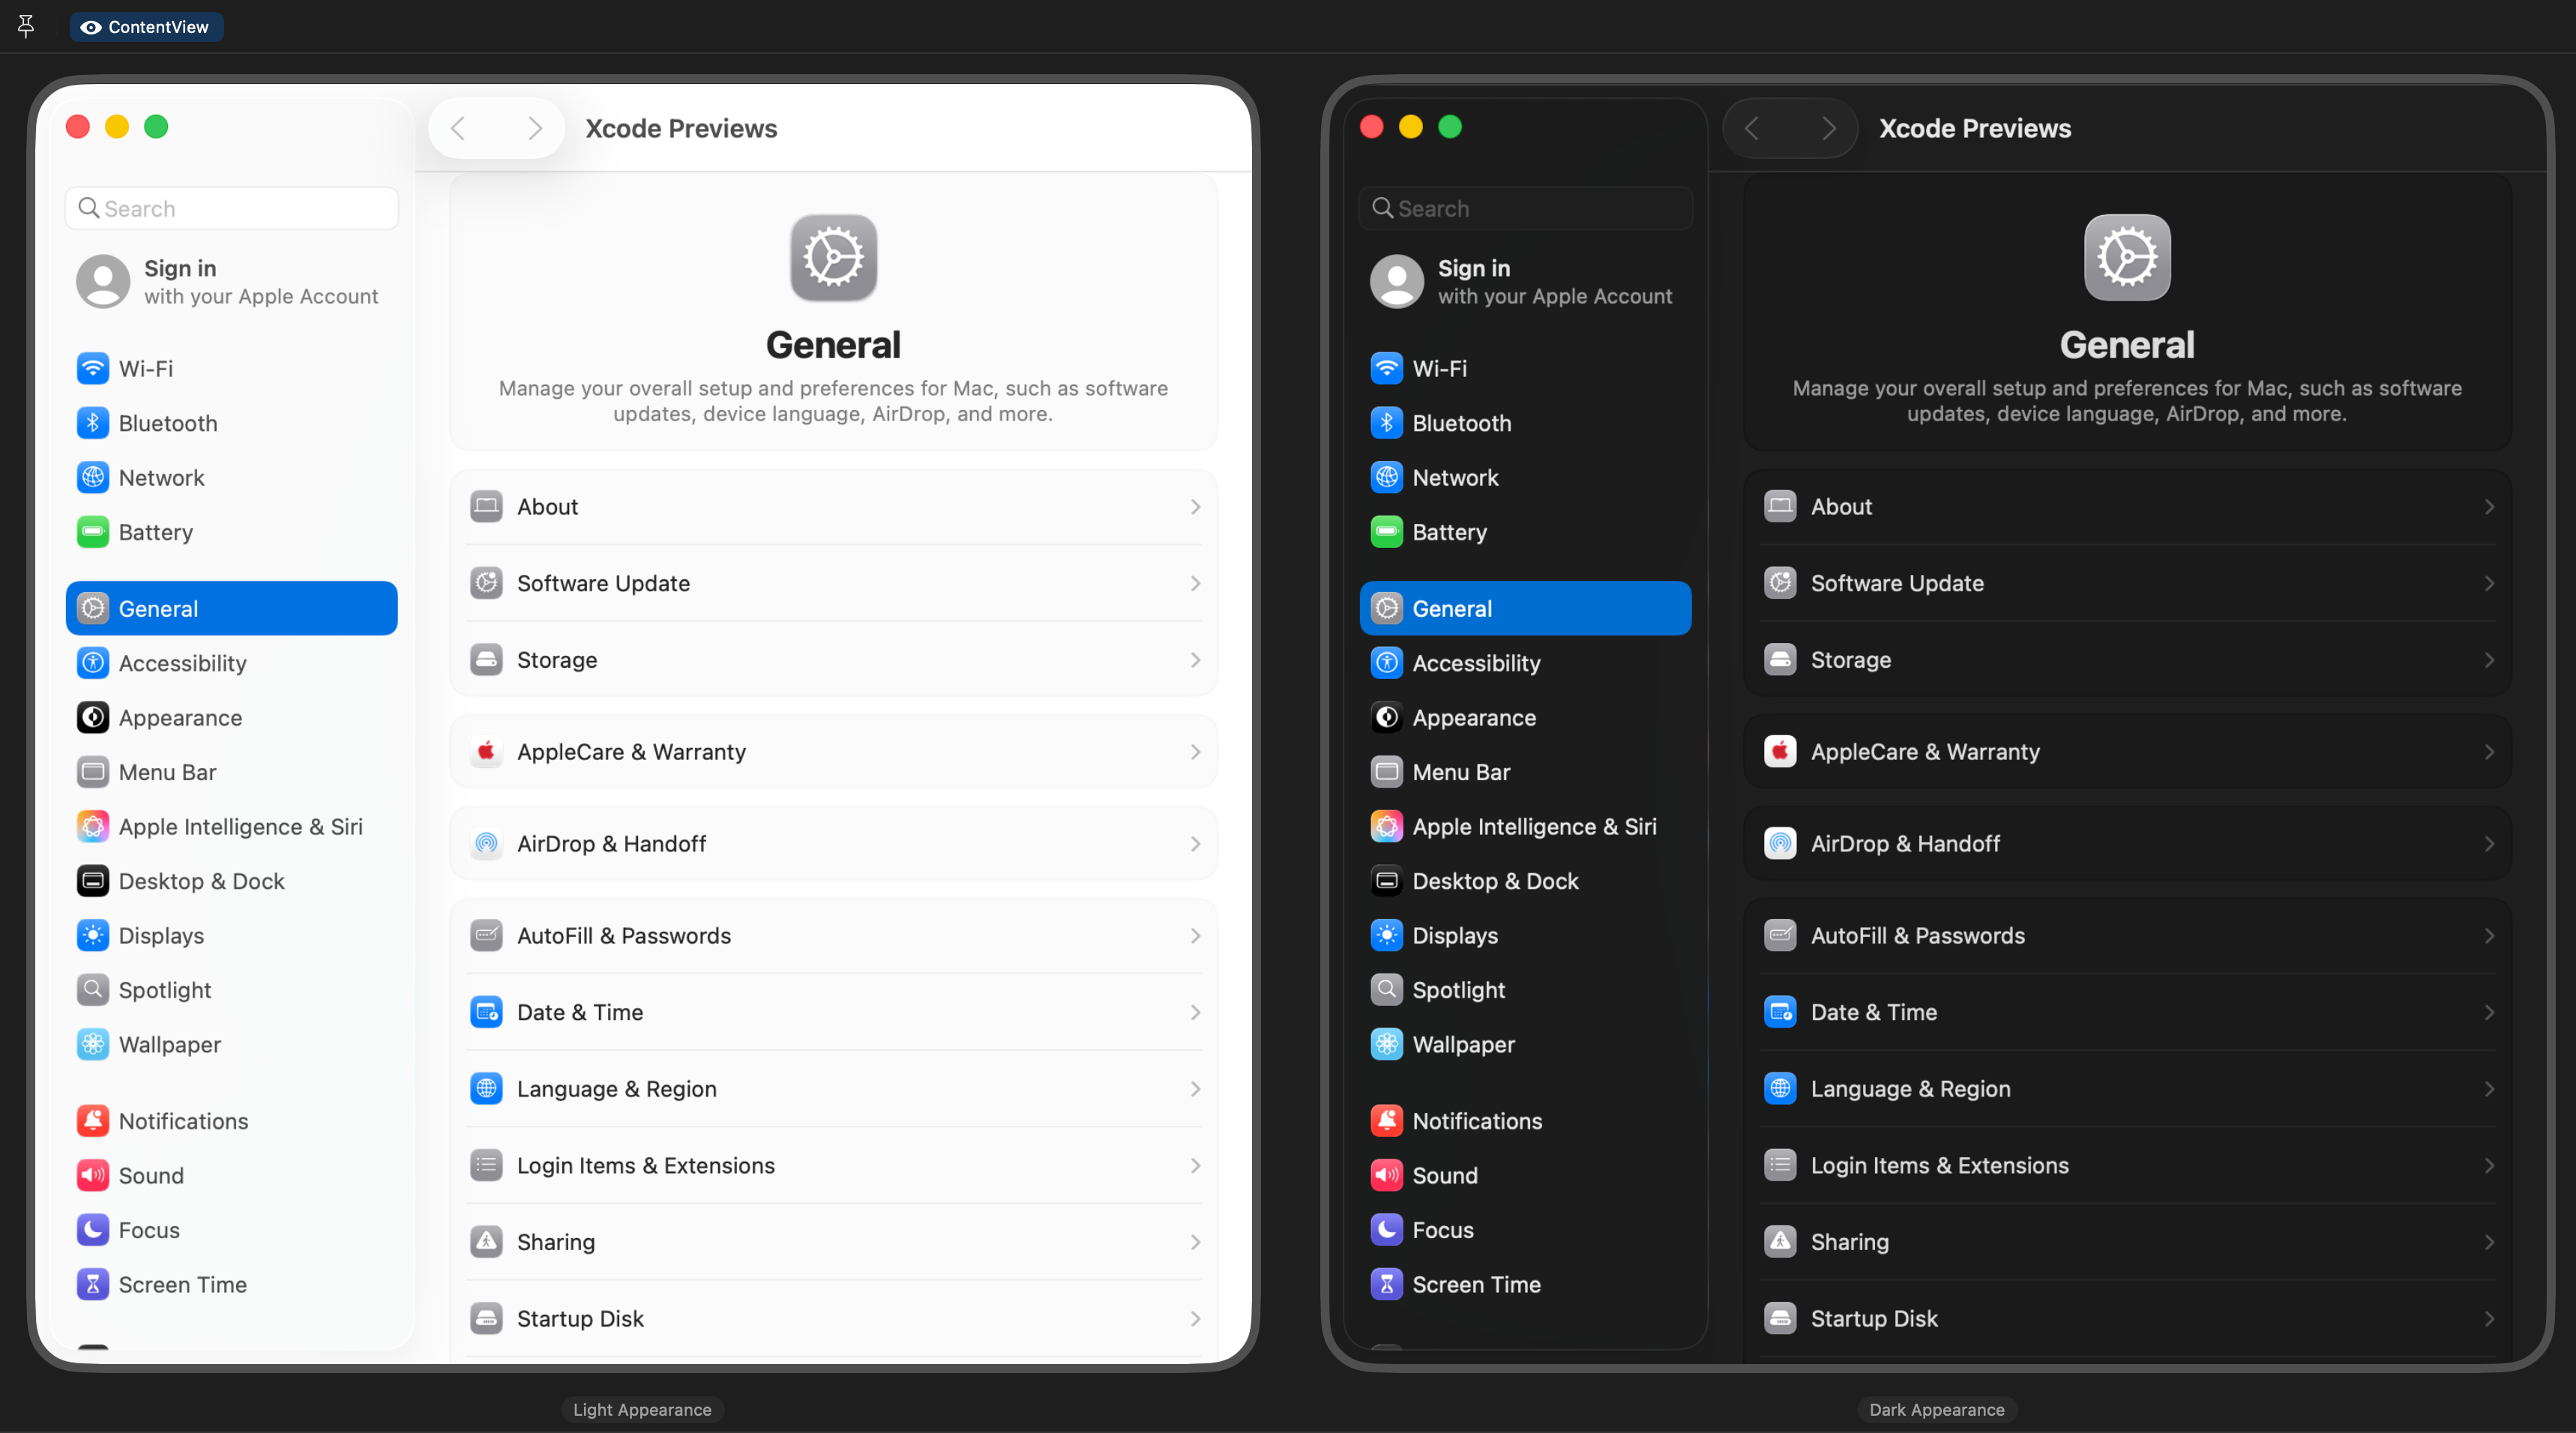 ContentView
Xcode Previews
Search
Sign in
with your Apple Account
Wi-Fi
Bluetooth
Network
Battery
General
Accessibility
Appearance
Menu Bar
Apple Intelligence & Siri
Desktop & Dock
Displays
Spotlight
Wallpaper
Notifications
Sound
Focus
Screen Time
General
Manage your overall setup and preferences for Mac, such as software
updates, device language, AirDrop, and more.
About
Software Update
Storage
AppleCare & Warranty
AirDrop & Handoff
AutoFill & Passwords
Date & Time
Language & Region
Login Items & Extensions
Sharing
Startup Disk
Light Appearance
Xcode Previews
Search
Sign in
with your Apple Account
Wi-Fi
Bluetooth
Network
Battery
General
Accessibility
Appearance
Menu Bar
Apple Intelligence & Siri
Desktop & Dock
Displays
Spotlight
Wallpaper
Notifications
Sound
Focus
Screen Time
General
Manage your overall setup and preferences for Mac, such as software
updates, device language, AirDrop, and more.
About
Software Update
Storage
AppleCare & Warranty
AirDrop & Handoff
AutoFill & Passwords
Date & Time
Language & Region
Login Items & Extensions
Sharing
Startup Disk
Dark Appearance